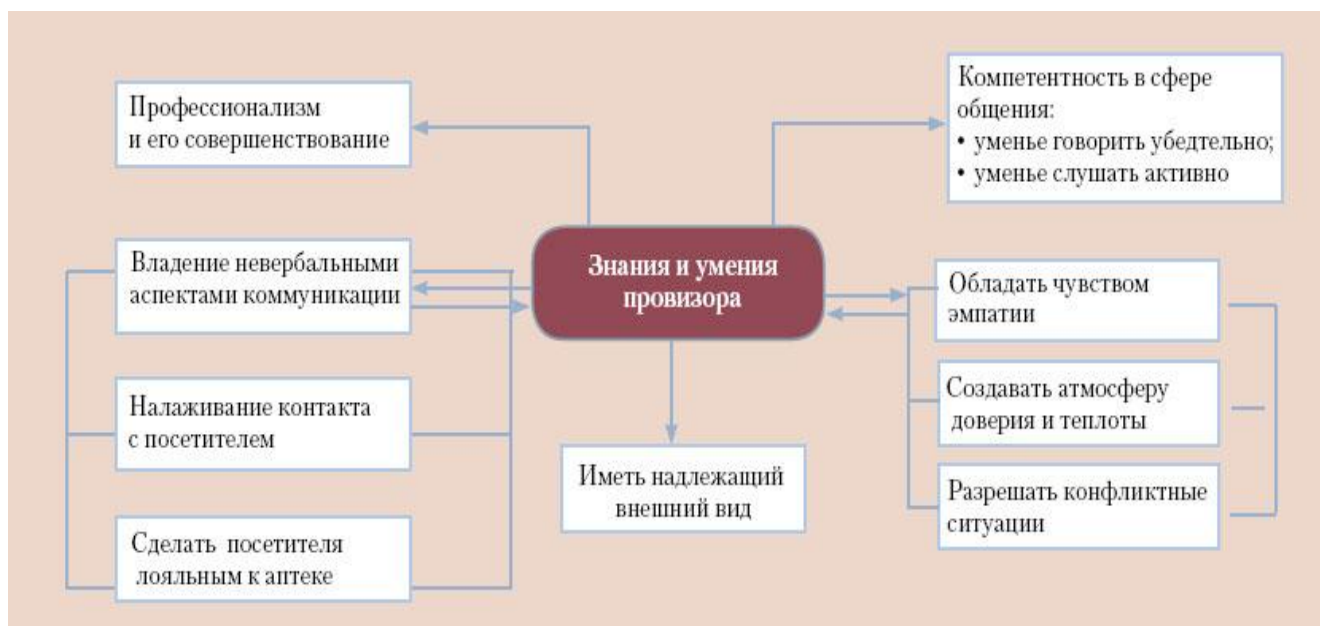 Профессионализм
и его совершенствование
Компетентность в сфере
общения:
• уменье говорить убедтельно;
• уменье слушать активно
Владение невербальными
аспектами коммуникации
Знания и умения
провизора
Обладать чувством
эмпатии
Налаживание контакта
с посетителем
Создавать атмосферу
доверия и теплоты
Иметь надлежащий
внешний вид
Разрешать конфликтные
ситуации
Сделать посетителя
лояльным к аптеке